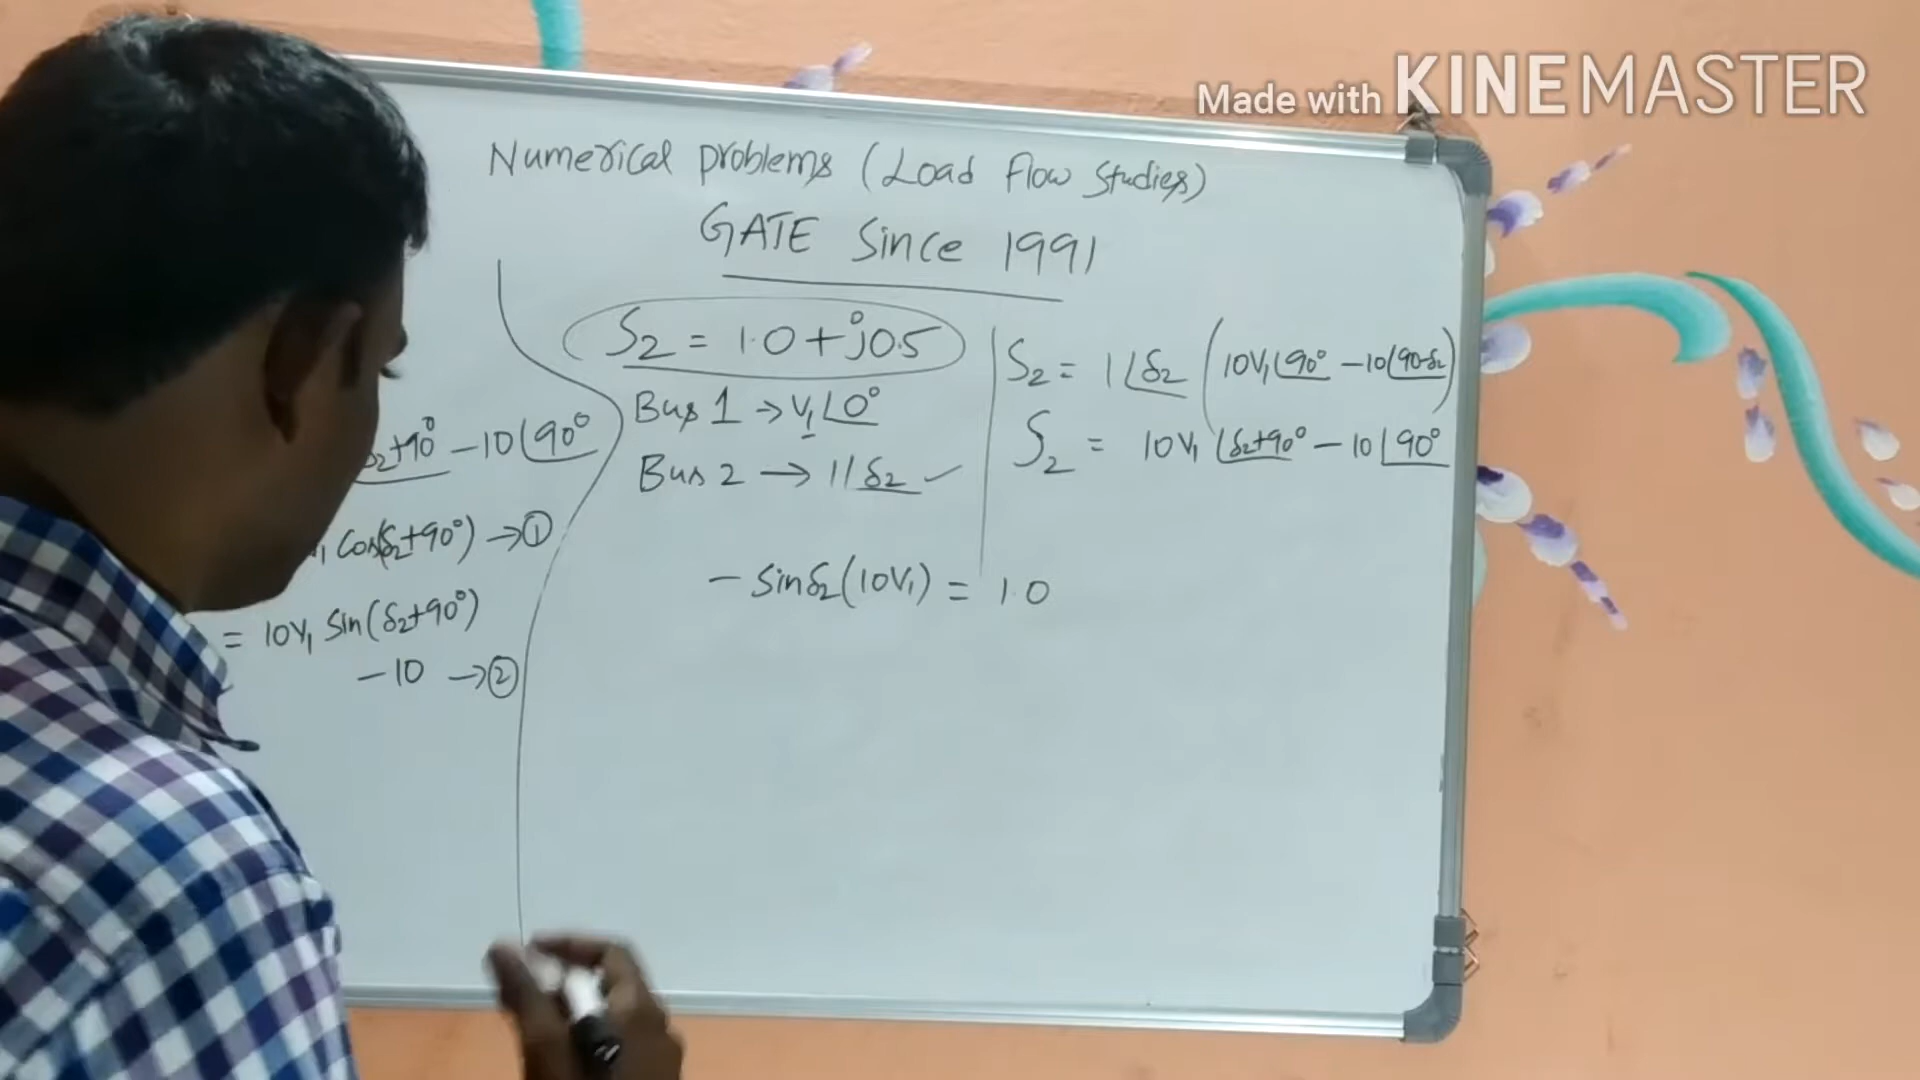 Made with KINEMASTER
Numerical Problems (Load Flow Studies)
GATE Since 1991
δ2+90° - 10∠90°
Cos(δ2+90°) → ①
= 10V1 Sin(δ2+90°)
- 10 → ②
S2 = 1.0 + j0.5
Bus 1 → V1∠0°
Bus 2 → 1∠δ2 ✓
- Sinδ2 (10V1) = 1.0
S2 = 1∠δ2 (10V1∠90° - 10∠90-δ2)
S2 = 10V1 ∠δ2+90° - 10∠90°